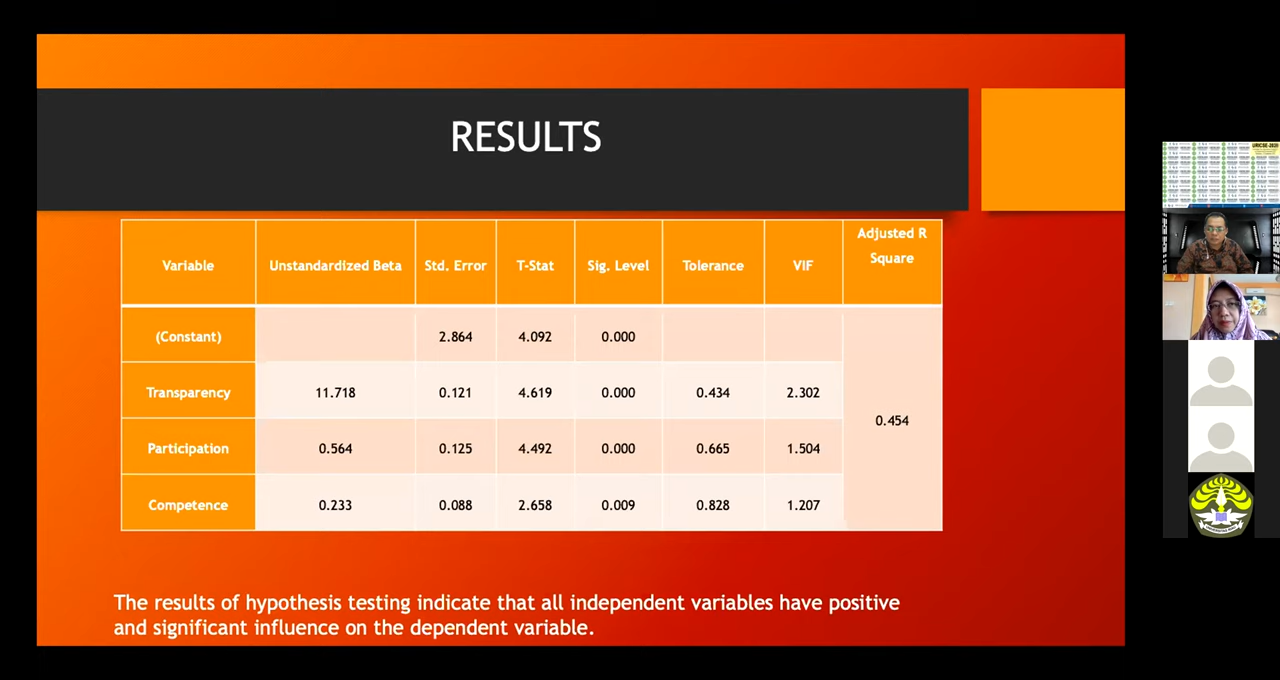 RESULTS
Variable Unstandardized Beta Std. Error T-Stat Sig. Level Tolerance VIF Adjusted R
Square
(Constant) 2.864 4.092 0.000
Transparency 11.718 0.121 4.619 0.000 0.434 2.302
0.454
Participation 0.564 0.125 4.492 0.000 0.665 1.504
Competence 0.233 0.088 2.658 0.009 0.828 1.207
The results of hypothesis testing indicate that all independent variables have positive
and significant influence on the dependent variable.
URICSE-2020